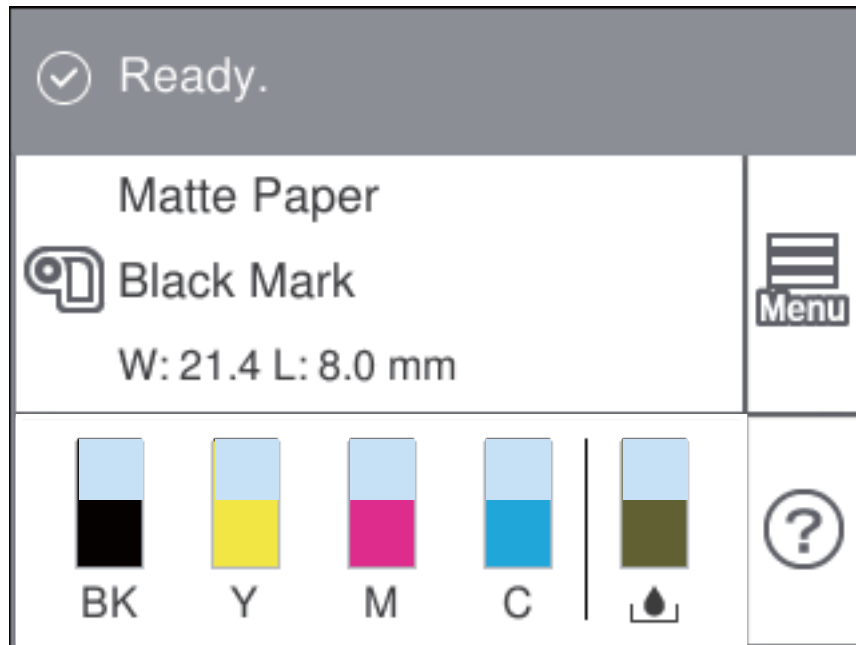 Ready.
Matte Paper
Black Mark
W: 21.4 L: 8.0 mm
Menu
BK Y M C
?